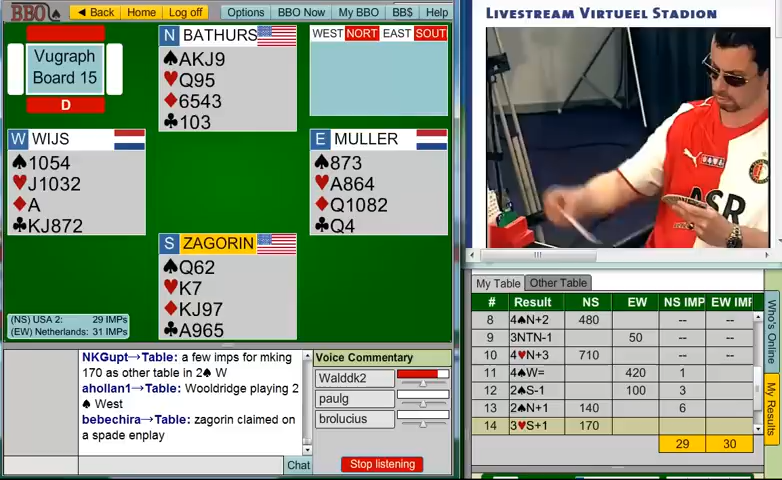 BBO♠
◄ Back Home Log off Options BBO Now My BBO BB$ Help
Vugraph
Board 15
D
N BATHURS
♠AKJ9
♥Q95
♦6543
♣103
WEST NORT EAST SOUT
W WIJS
♠1054
♥J1032
♦A
♣KJ872
E MULLER
♠873
♥A864
♦Q1082
♣Q4
S ZAGORIN
♠Q62
♥K7
♦KJ97
♣A965
(NS) USA 2: 29 IMPs
(EW) Netherlands: 31 IMPs
NKGupt→Table: a few imps for mking
170 as other table in 2♠ W
ahollan1→Table: Wooldridge playing 2
♠ West
bebechira→Table: zagorin claimed on
a spade enplay
Chat
Voice Commentary
Walddk2
paulg
brolucius
Stop listening
Livestream Virtueel Stadion
ASR
My Table Other Table
# Result NS EW NS IMP EW IMP
8 4♠N+2 480 -- --
9 3NTN-1 50 -- --
10 4♥N+3 710 -- --
11 4♠W= 420 1
12 2♠S-1 100 3
13 2♠N+1 140 6
14 3♥S+1 170
29 30
Who's Online
My Results